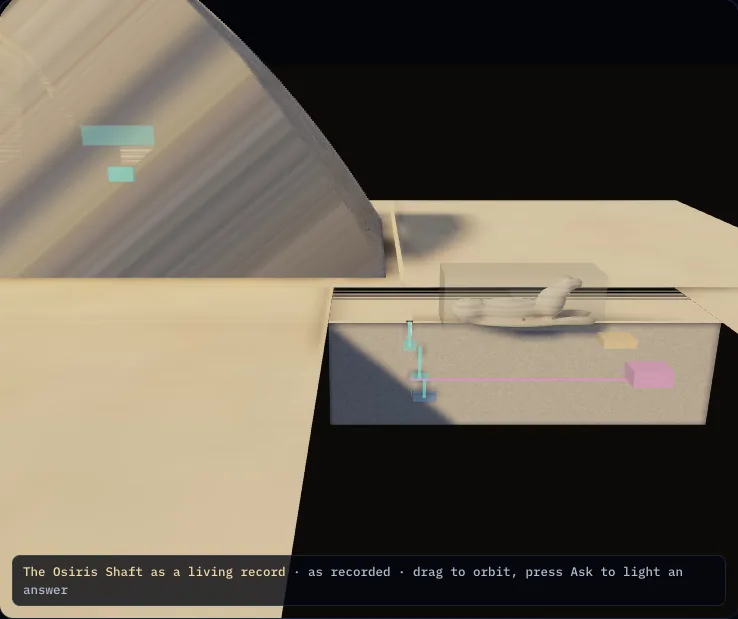 The Osiris Shaft as a living record · as recorded · drag to orbit, press Ask to light an
answer